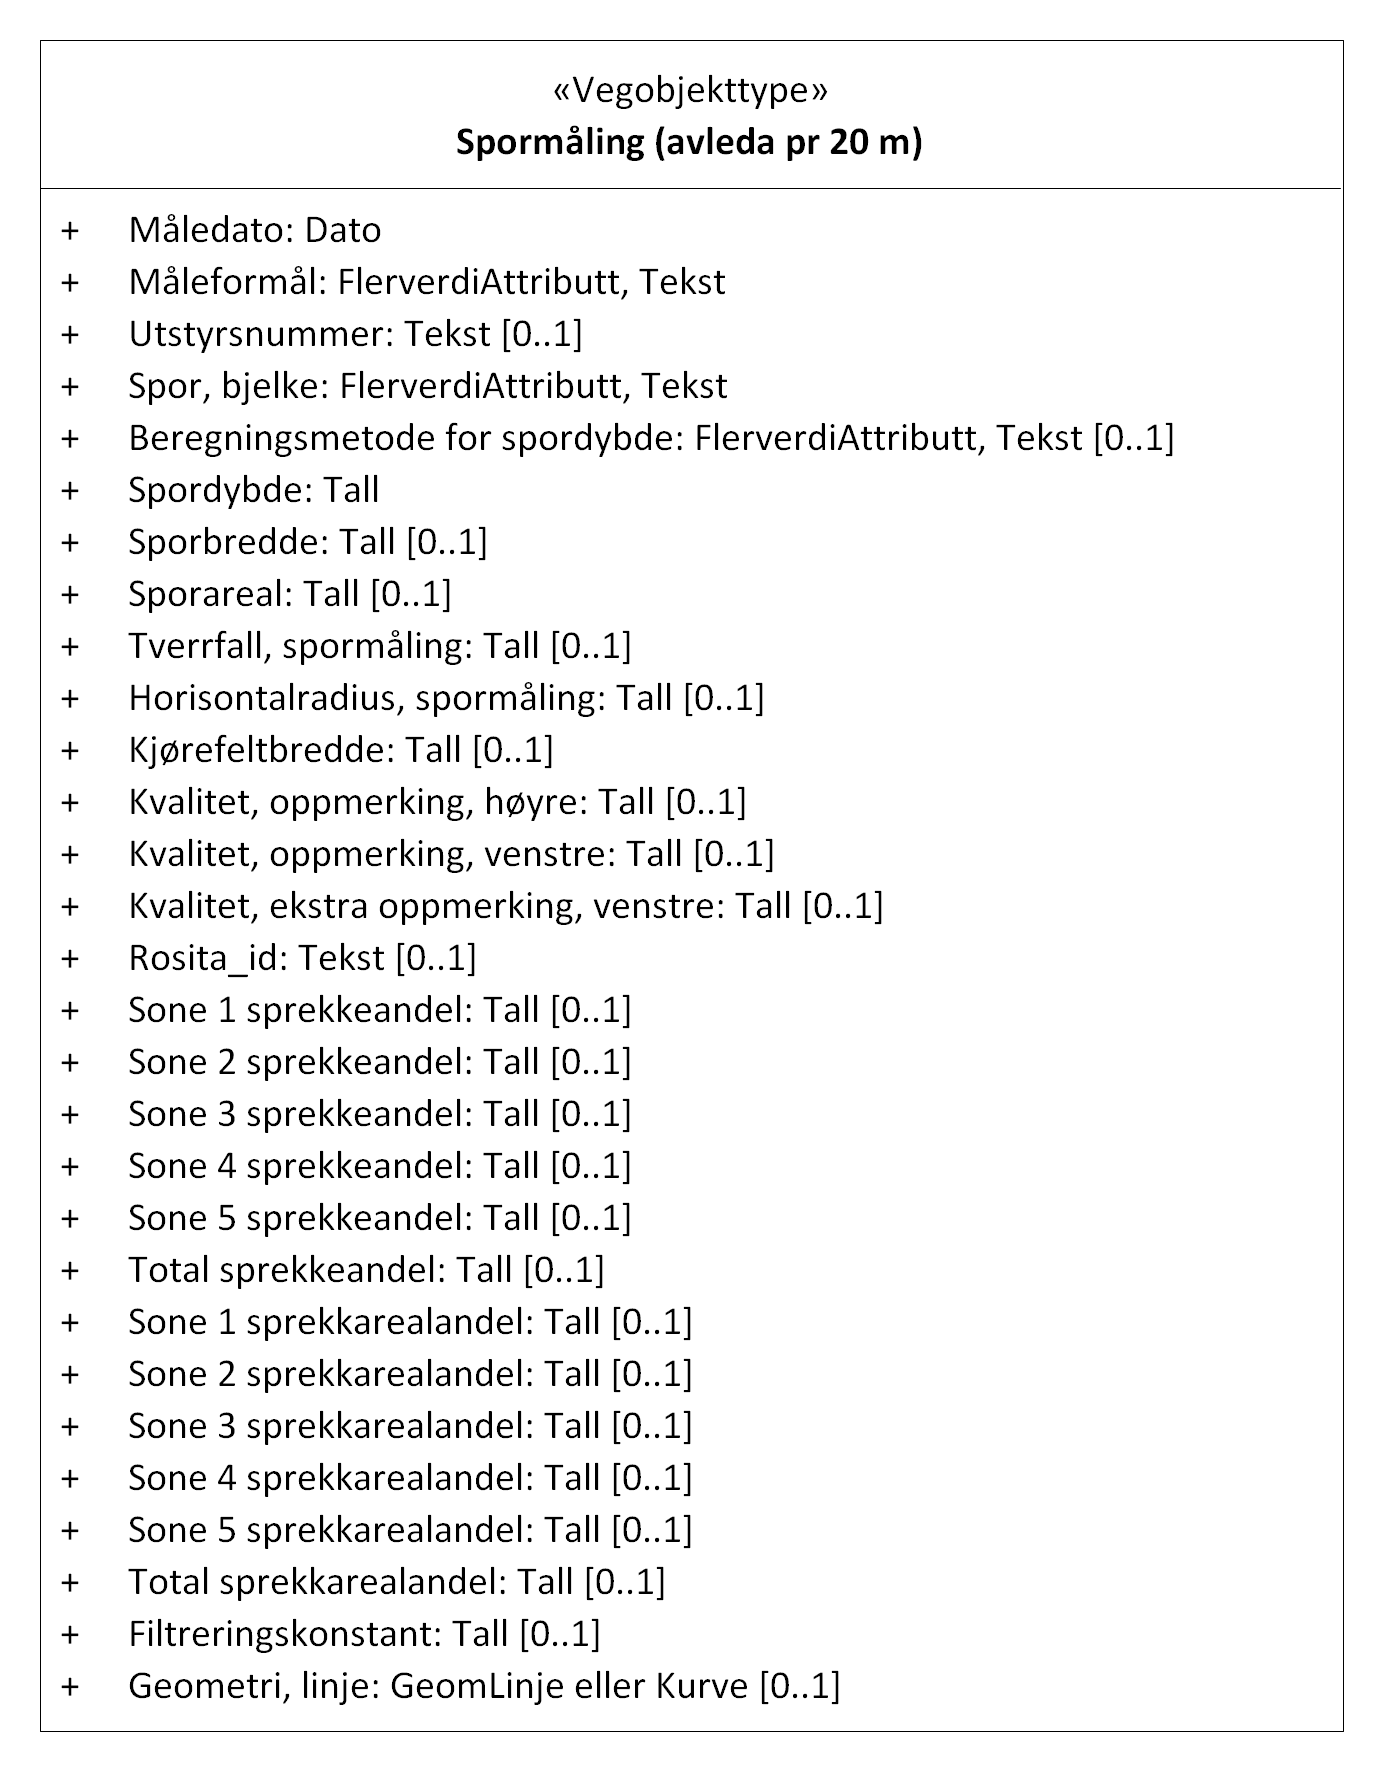 «Vegobjekttype»
Spormåling (avleda pr 20 m)
+ Måledato: Dato
+ Måleformål: FlerverdiAttributt, Tekst
+ Utstyrsnummer: Tekst [0..1]
+ Spor, bjelke: FlerverdiAttributt, Tekst
+ Beregningsmetode for spordybde: FlerverdiAttributt, Tekst [0..1]
+ Spordybde: Tall
+ Sporbredde: Tall [0..1]
+ Sporareal: Tall [0..1]
+ Tverrfall, spormåling: Tall [0..1]
+ Horisontalradius, spormåling: Tall [0..1]
+ Kjørefeltbredde: Tall [0..1]
+ Kvalitet, oppmerking, høyre: Tall [0..1]
+ Kvalitet, oppmerking, venstre: Tall [0..1]
+ Kvalitet, ekstra oppmerking, venstre: Tall [0..1]
+ Rosita_id: Tekst [0..1]
+ Sone 1 sprekkeandel: Tall [0..1]
+ Sone 2 sprekkeandel: Tall [0..1]
+ Sone 3 sprekkeandel: Tall [0..1]
+ Sone 4 sprekkeandel: Tall [0..1]
+ Sone 5 sprekkeandel: Tall [0..1]
+ Total sprekkeandel: Tall [0..1]
+ Sone 1 sprekkarealandel: Tall [0..1]
+ Sone 2 sprekkarealandel: Tall [0..1]
+ Sone 3 sprekkarealandel: Tall [0..1]
+ Sone 4 sprekkarealandel: Tall [0..1]
+ Sone 5 sprekkarealandel: Tall [0..1]
+ Total sprekkarealandel: Tall [0..1]
+ Filtreringskonstant: Tall [0..1]
+ Geometri, linje: GeomLinje eller Kurve [0..1]